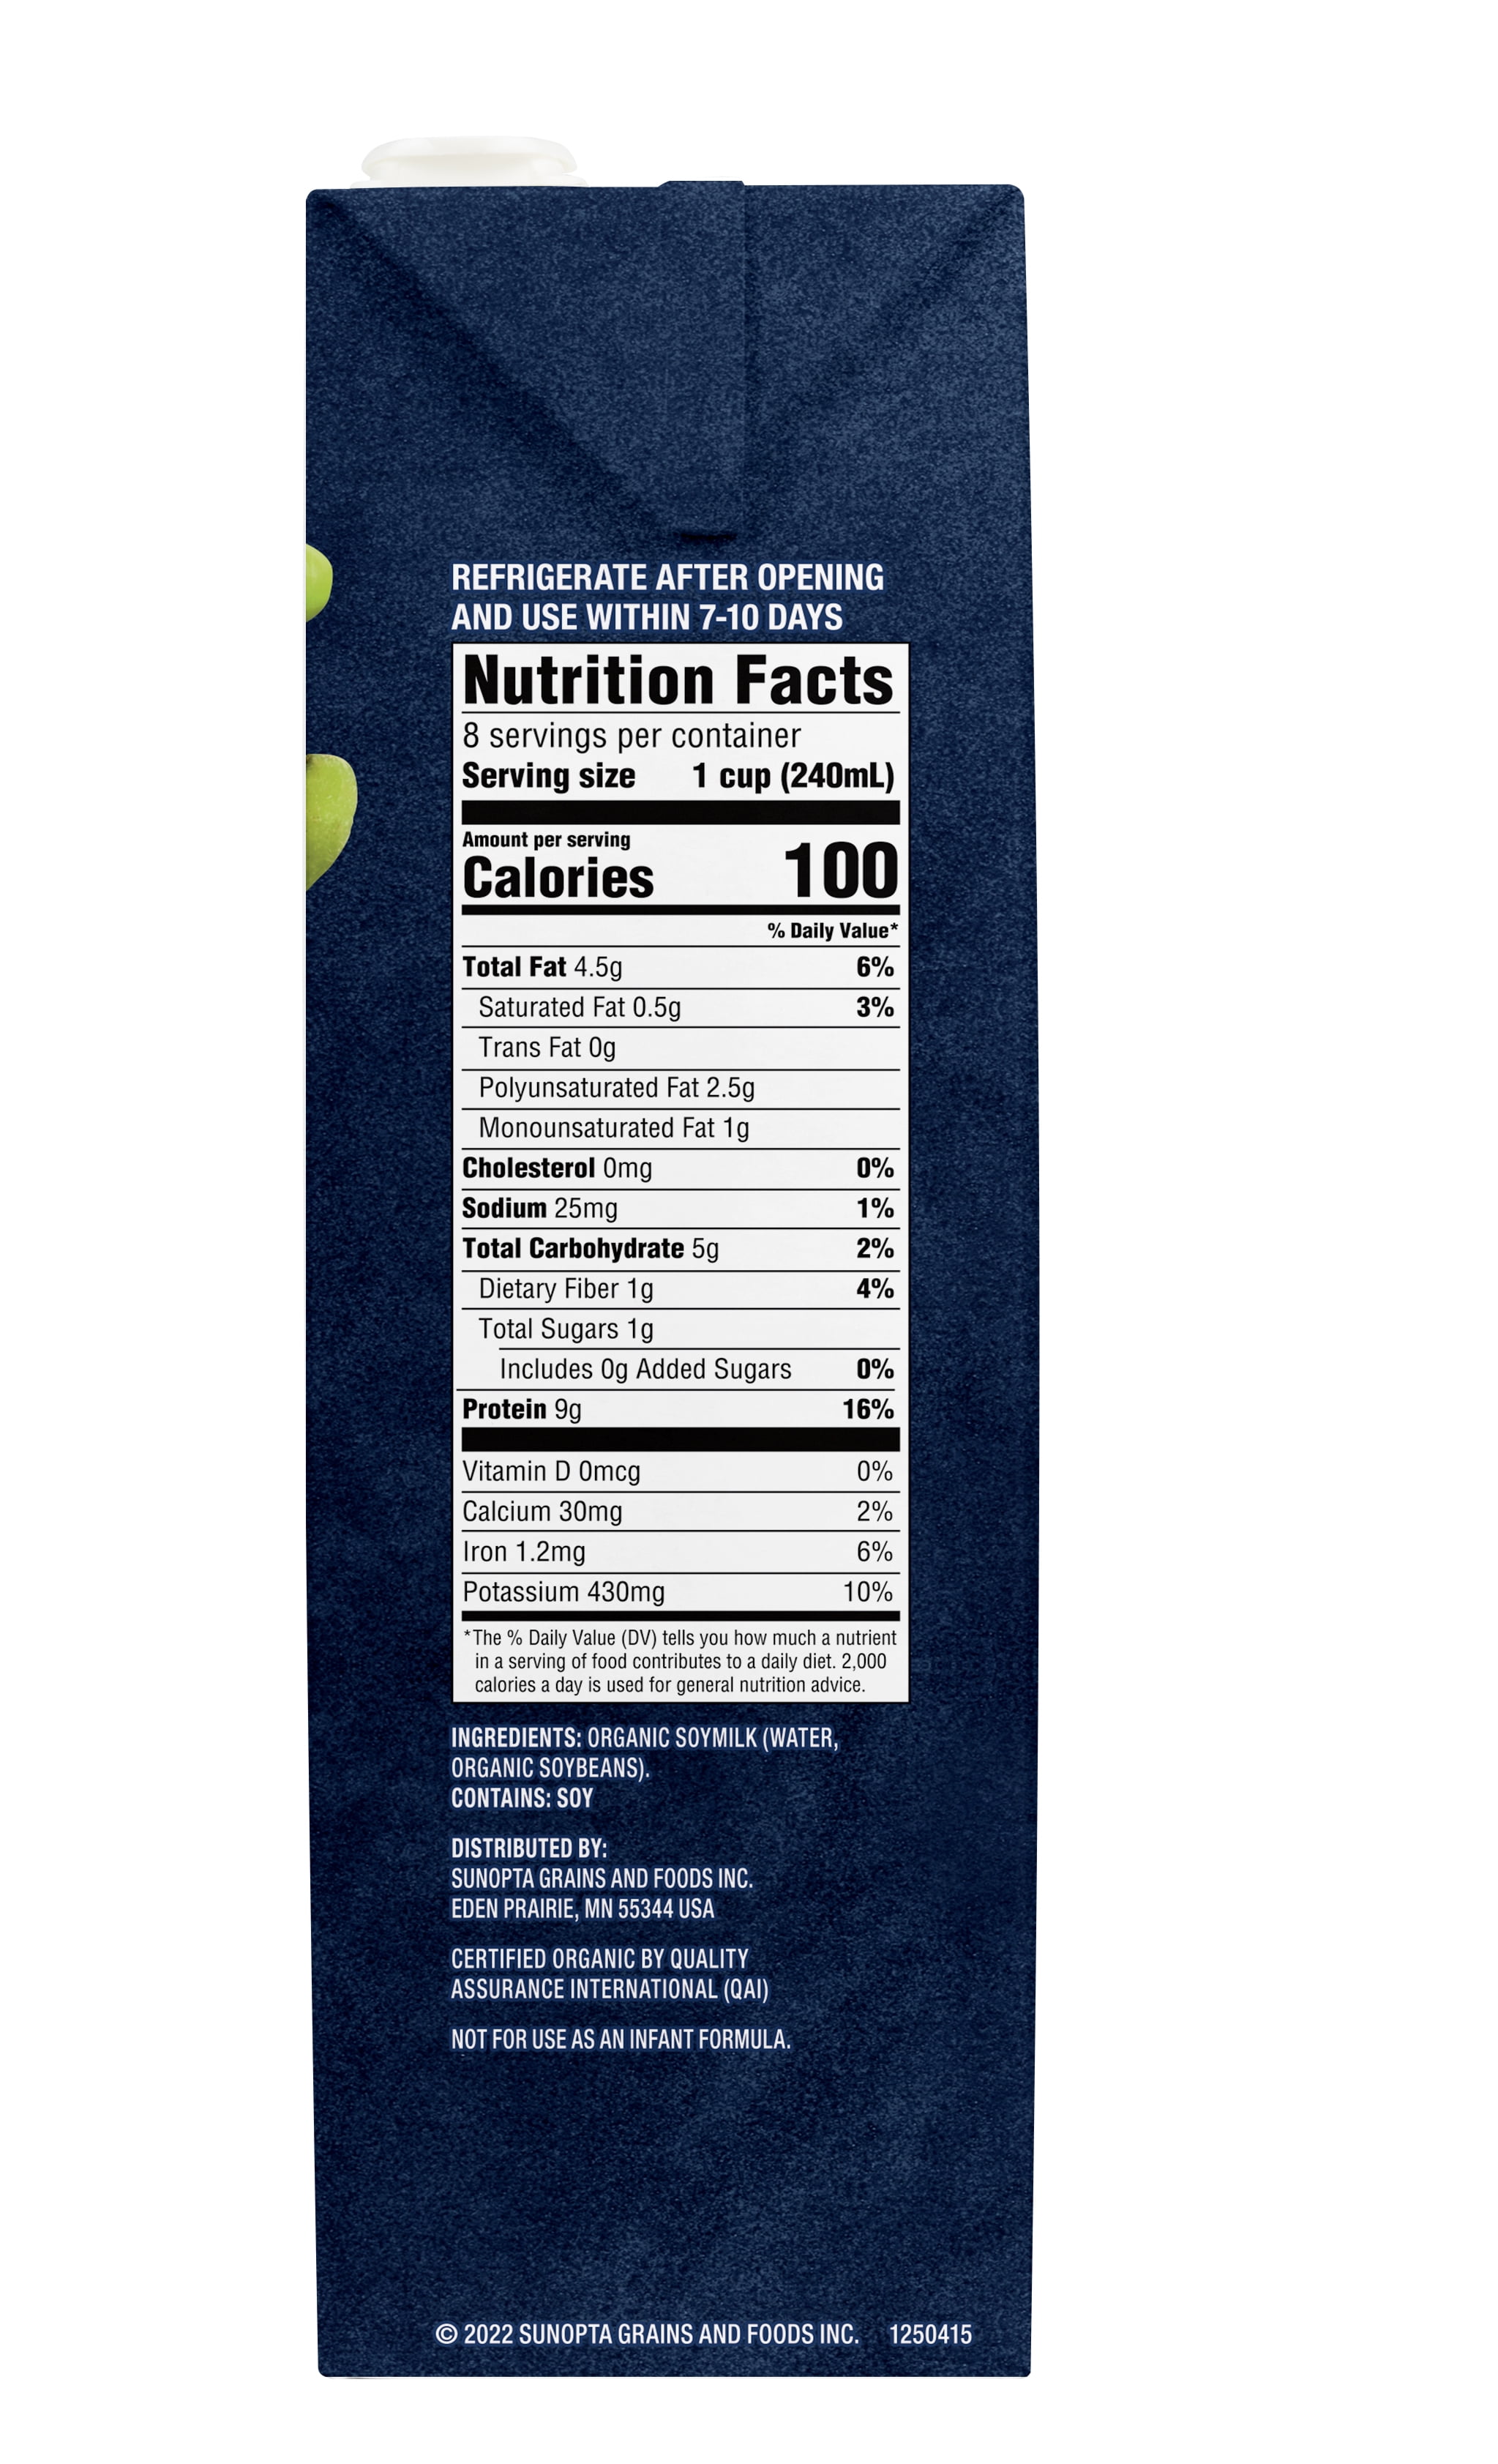 REFRIGERATE AFTER OPENING
AND USE WITHIN 7-10 DAYS
Nutrition Facts
8 servings per container
Serving size 1 cup (240mL)
Amount per serving
Calories 100
% Daily Value*
Total Fat 4.5g 6%
Saturated Fat 0.5g 3%
Trans Fat 0g
Polyunsaturated Fat 2.5g
Monounsaturated Fat 1g
Cholesterol 0mg 0%
Sodium 25mg 1%
Total Carbohydrate 5g 2%
Dietary Fiber 1g 4%
Total Sugars 1g
Includes 0g Added Sugars 0%
Protein 9g 16%
Vitamin D 0mcg 0%
Calcium 30mg 2%
Iron 1.2mg 6%
Potassium 430mg 10%
*The % Daily Value (DV) tells you how much a nutrient
in a serving of food contributes to a daily diet. 2,000
calories a day is used for general nutrition advice.
INGREDIENTS: ORGANIC SOYMILK (WATER,
ORGANIC SOYBEANS).
CONTAINS: SOY
DISTRIBUTED BY:
SUNOPTA GRAINS AND FOODS INC.
EDEN PRAIRIE, MN 55344 USA
CERTIFIED ORGANIC BY QUALITY
ASSURANCE INTERNATIONAL (QAI)
NOT FOR USE AS AN INFANT FORMULA.
© 2022 SUNOPTA GRAINS AND FOODS INC. 1250415